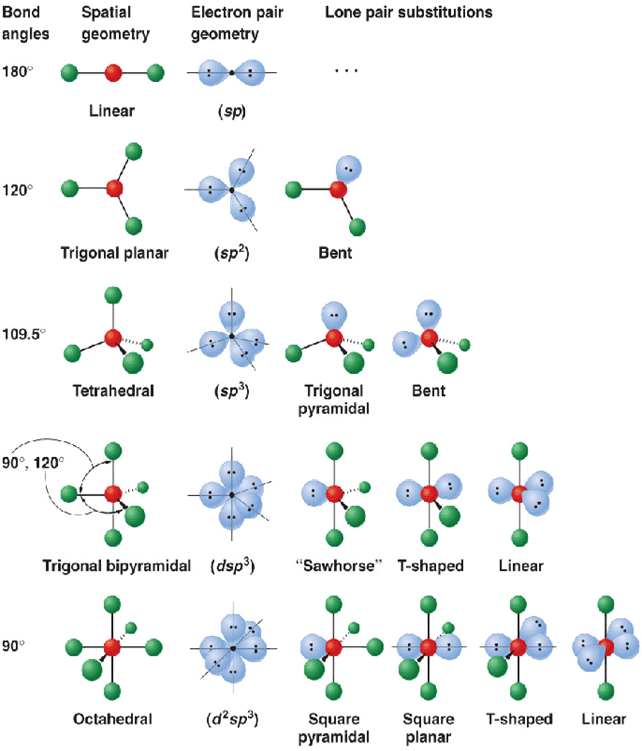 Bond angles
Spatial geometry
Electron pair geometry
Lone pair substitutions
180°
...
Linear
(sp)
120°
Trigonal planar
(sp²)
Bent
109.5°
Tetrahedral
(sp³)
Trigonal pyramidal
Bent
90°, 120°
Trigonal bipyramidal
(dsp³)
"Sawhorse"
T-shaped
Linear
90°
Octahedral
(d²sp³)
Square pyramidal
Square planar
T-shaped
Linear